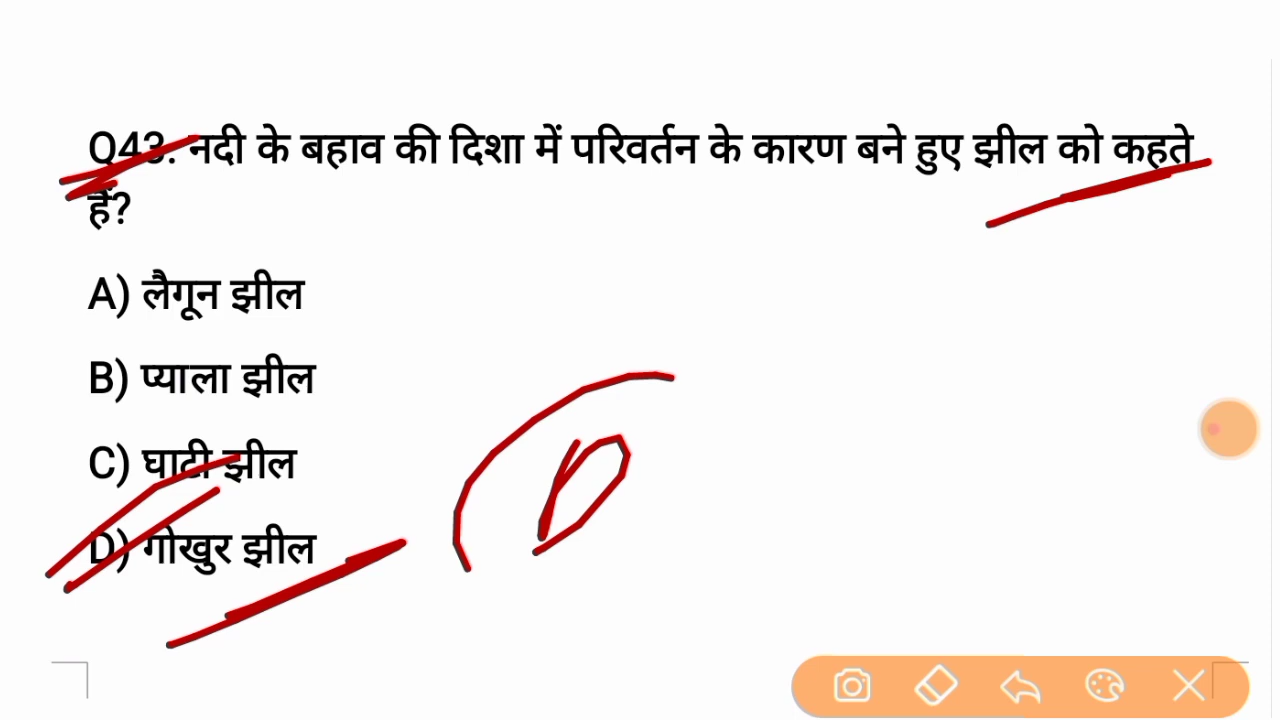 Q43. नदी के बहाव की दिशा में परिवर्तन के कारण बने हुए झील को कहते
हैं?
A) लैगून झील
B) प्याला झील
C) घाटी झील
D) गोखुर झील
D